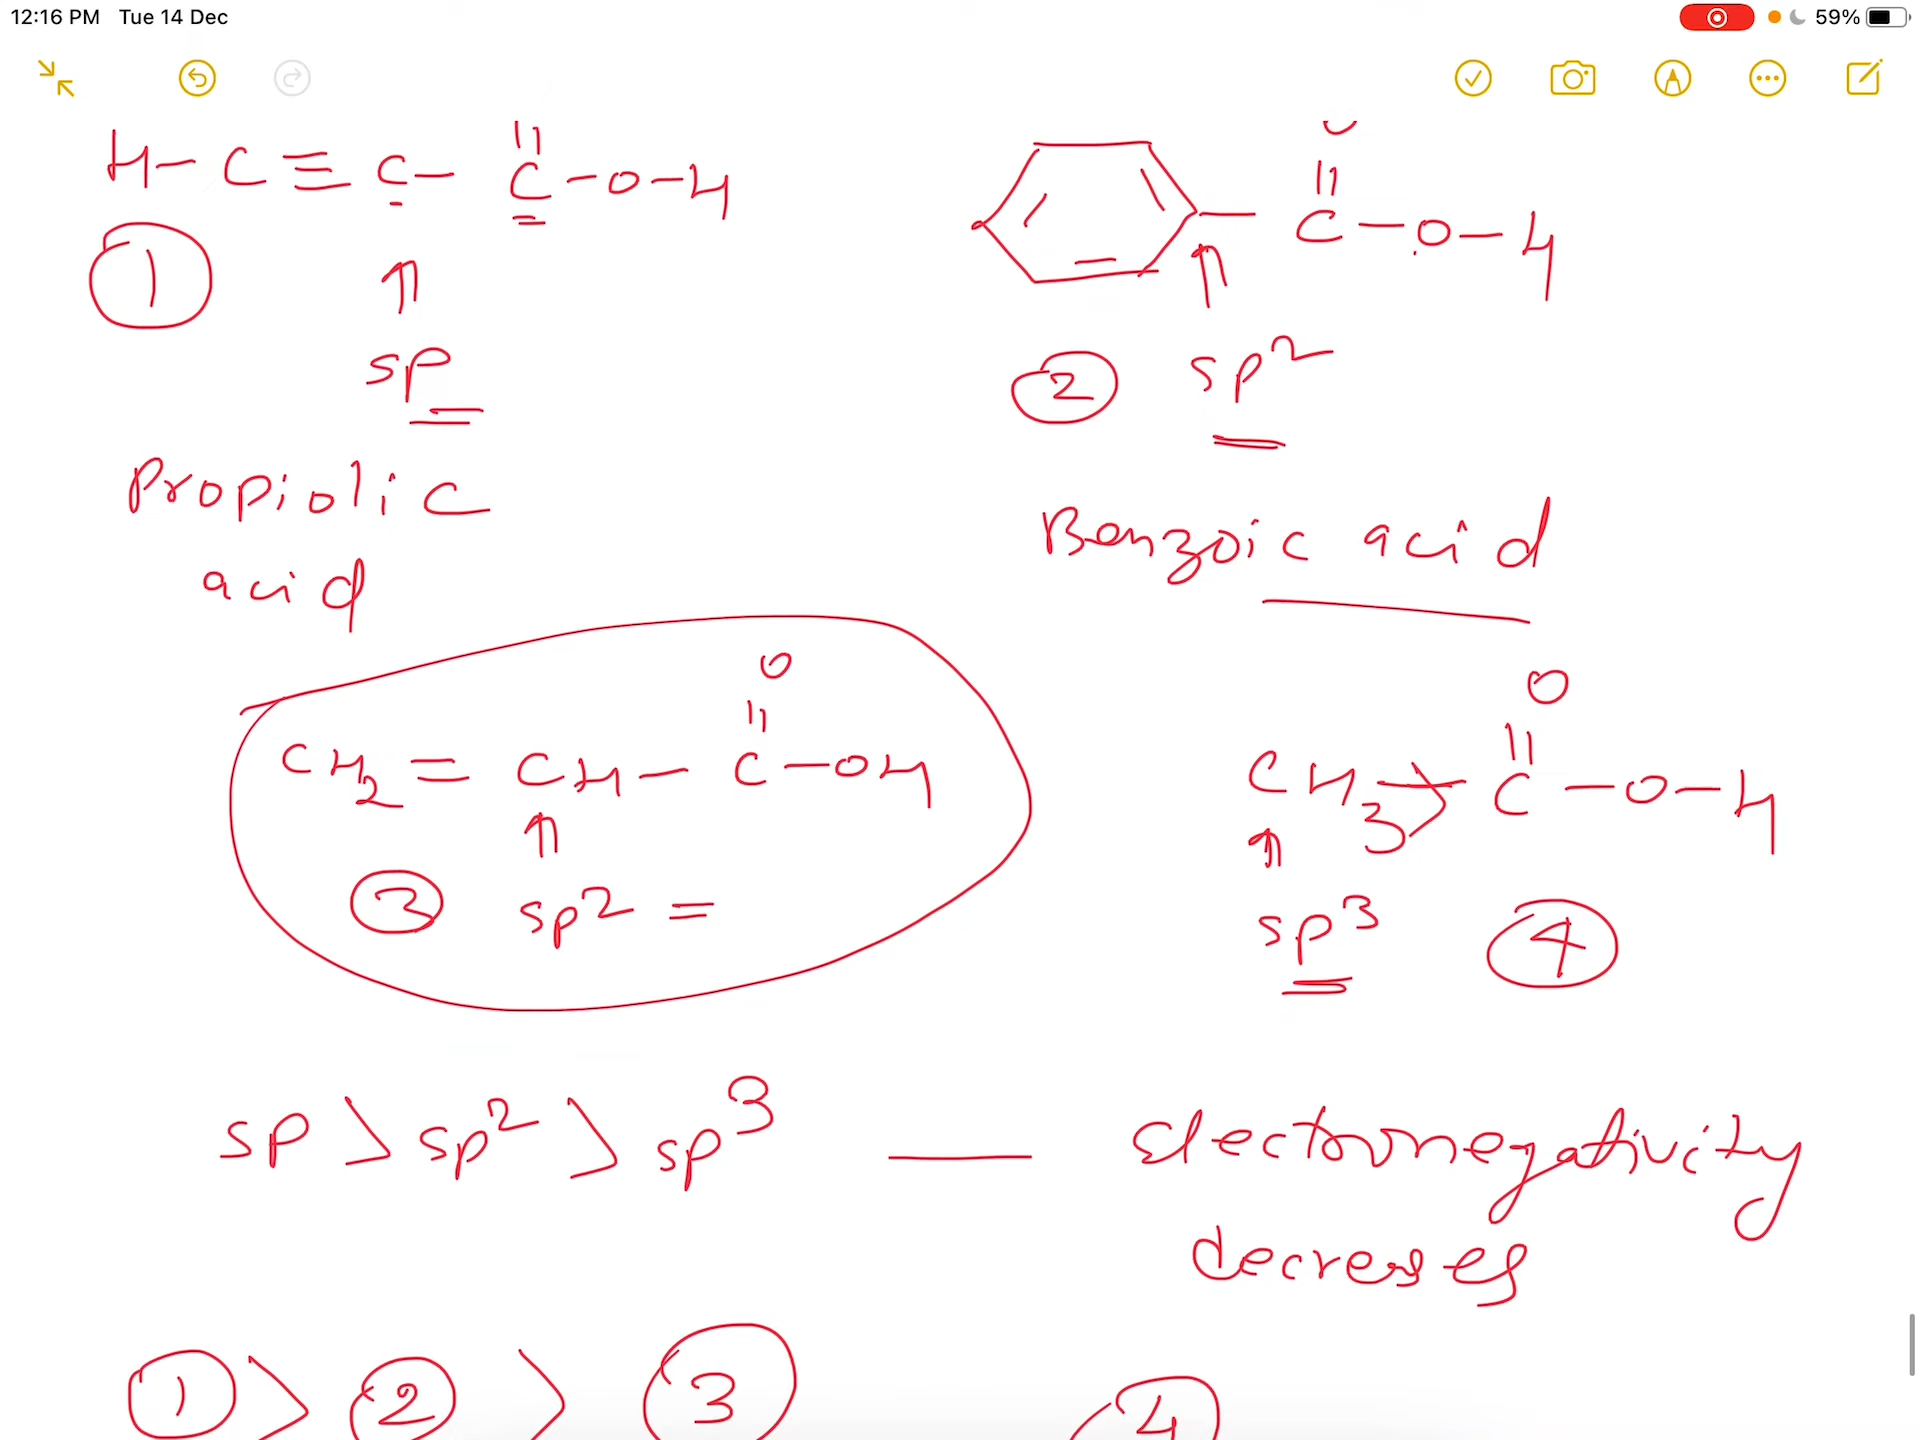 12:16 PM Tue 14 Dec 59%
H-C≡C-C-O-H
O
C-O-H
1
sp
2
sp2
Propiolic
acid
Benzoic acid
O
CH2=CH-C-OH
O
CH3-C-O-H
3
sp2 =
sp3
4
sp > sp2 > sp3 — Electronegativity
decreses
1 > 2 > 3 4